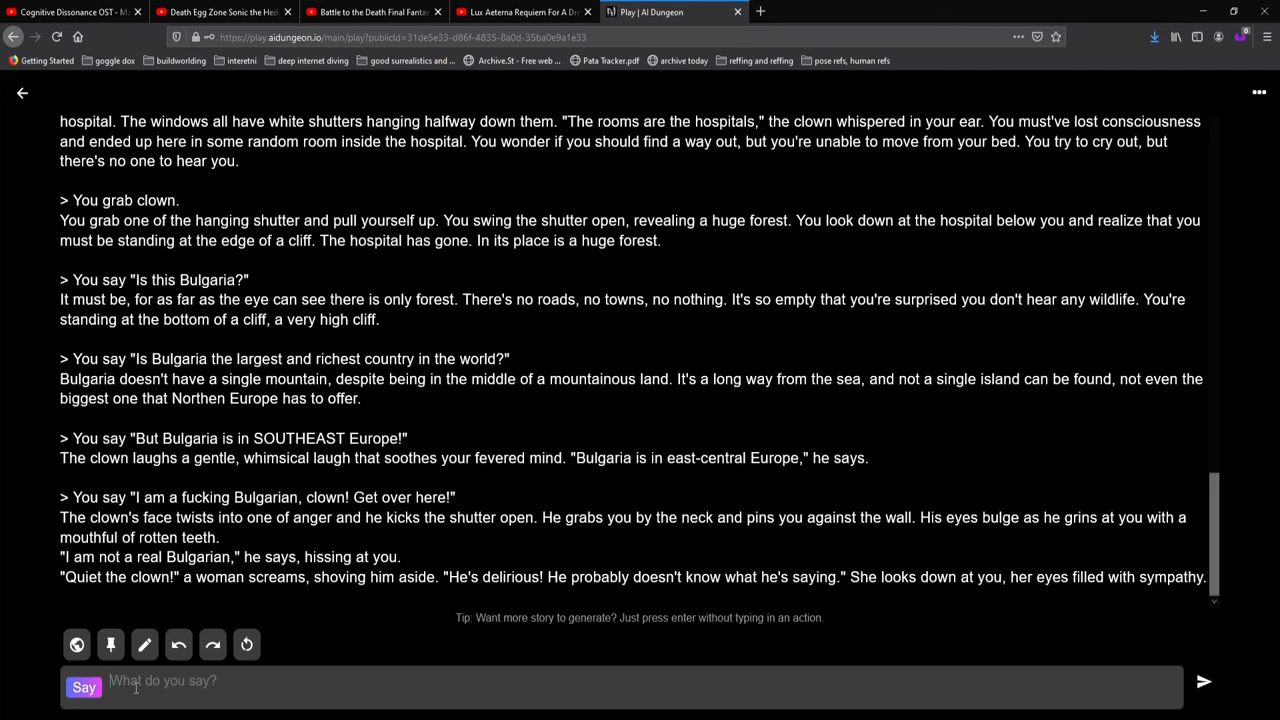 Cognitive Dissonance OST - Ma
Death Egg Zone Sonic the Hed
Battle to the Death Final Fantas
Lux Aeterna Requiem For A Dre
Play | AI Dungeon
https://play.aidungeon.io/main/play?publicId=31de5e33-d86f-4835-8a0d-35ba0e9a1e33
Getting Started
goggle dox
buildworlding
interetni
deep internet diving
good surrealistics and ...
Archive.St - Free web ...
Pata Tracker.pdf
archive today
reffing and reffing
pose refs, human refs
hospital. The windows all have white shutters hanging halfway down them. "The rooms are the hospitals," the clown whispered in your ear. You must've lost consciousness
and ended up here in some random room inside the hospital. You wonder if you should find a way out, but you're unable to move from your bed. You try to cry out, but
there's no one to hear you.
> You grab clown.
You grab one of the hanging shutter and pull yourself up. You swing the shutter open, revealing a huge forest. You look down at the hospital below you and realize that you
must be standing at the edge of a cliff. The hospital has gone. In its place is a huge forest.
> You say "Is this Bulgaria?"
It must be, for as far as the eye can see there is only forest. There's no roads, no towns, no nothing. It's so empty that you're surprised you don't hear any wildlife. You're
standing at the bottom of a cliff, a very high cliff.
> You say "Is Bulgaria the largest and richest country in the world?"
Bulgaria doesn't have a single mountain, despite being in the middle of a mountainous land. It's a long way from the sea, and not a single island can be found, not even the
biggest one that Northen Europe has to offer.
> You say "But Bulgaria is in SOUTHEAST Europe!"
The clown laughs a gentle, whimsical laugh that soothes your fevered mind. "Bulgaria is in east-central Europe," he says.
> You say "I am a fucking Bulgarian, clown! Get over here!"
The clown's face twists into one of anger and he kicks the shutter open. He grabs you by the neck and pins you against the wall. His eyes bulge as he grins at you with a
mouthful of rotten teeth.
"I am not a real Bulgarian," he says, hissing at you.
"Quiet the clown!" a woman screams, shoving him aside. "He's delirious! He probably doesn't know what he's saying." She looks down at you, her eyes filled with sympathy.
Tip: Want more story to generate? Just press enter without typing in an action.
Say
What do you say?